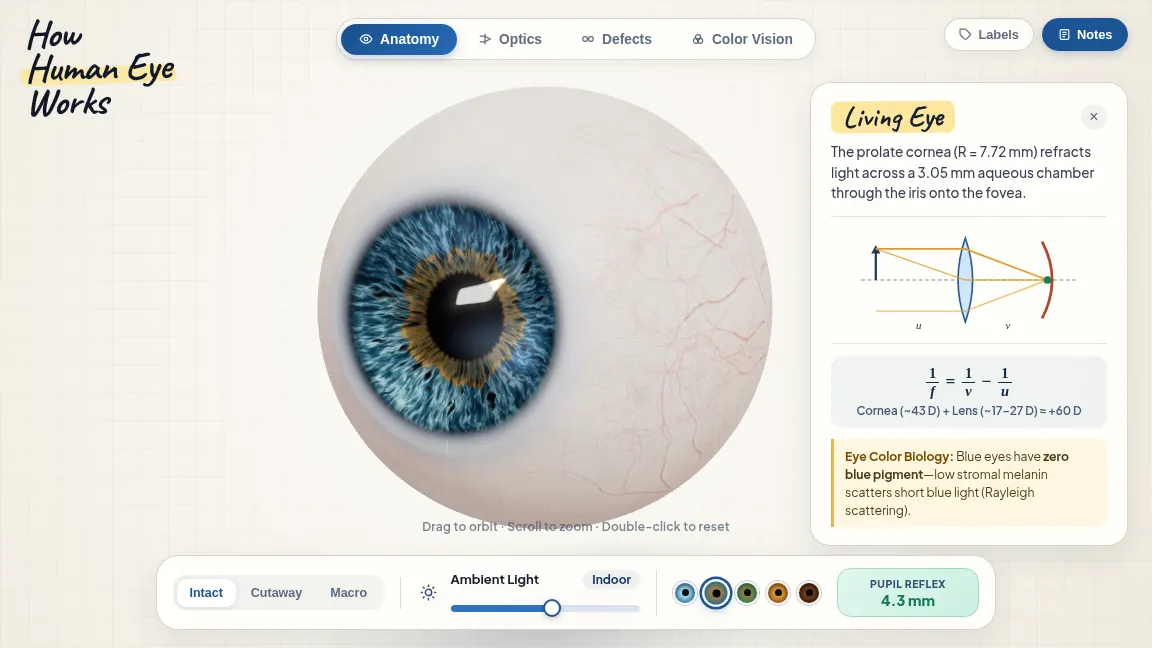 How
Human Eye
Works
Anatomy
Optics
Defects
Color Vision
Labels
Notes
Living Eye
×
The prolate cornea (R = 7.72 mm) refracts
light across a 3.05 mm aqueous chamber
through the iris onto the fovea.
u
v
1/f = 1/v − 1/u
Cornea (~43 D) + Lens (~17–27 D) ≈ +60 D
Eye Color Biology: Blue eyes have zero
blue pigment—low stromal melanin
scatters short blue light (Rayleigh
scattering).
Drag to orbit · Scroll to zoom · Double-click to reset
Intact
Cutaway
Macro
Ambient Light
Indoor
PUPIL REFLEX
4.3 mm